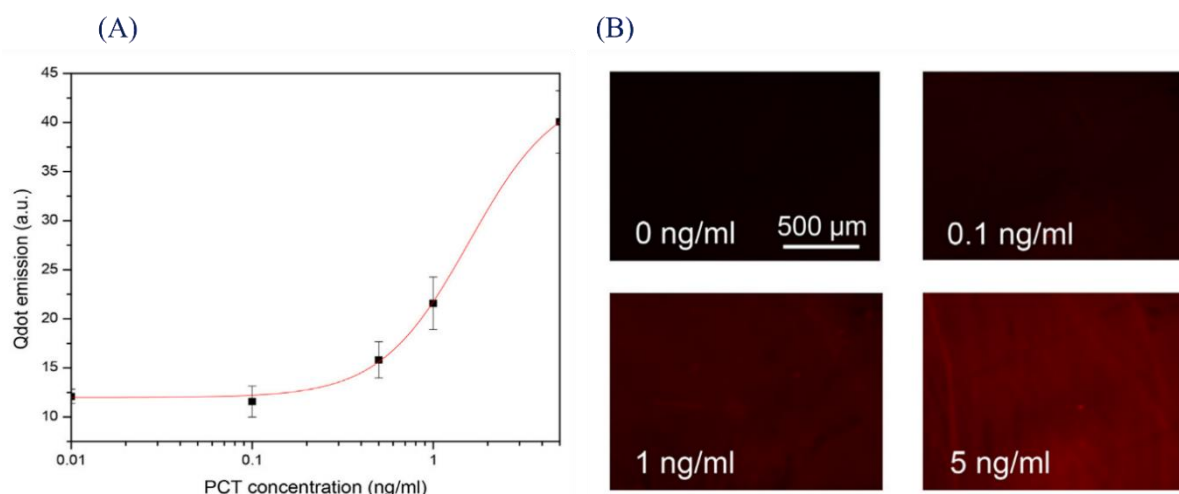 (A)
(B)
45
40
35
30
25
20
15
10
0.01
0.1
1
Qdot emission (a.u.)
PCT concentration (ng/ml)
0 ng/ml
500 µm
0.1 ng/ml
1 ng/ml
5 ng/ml